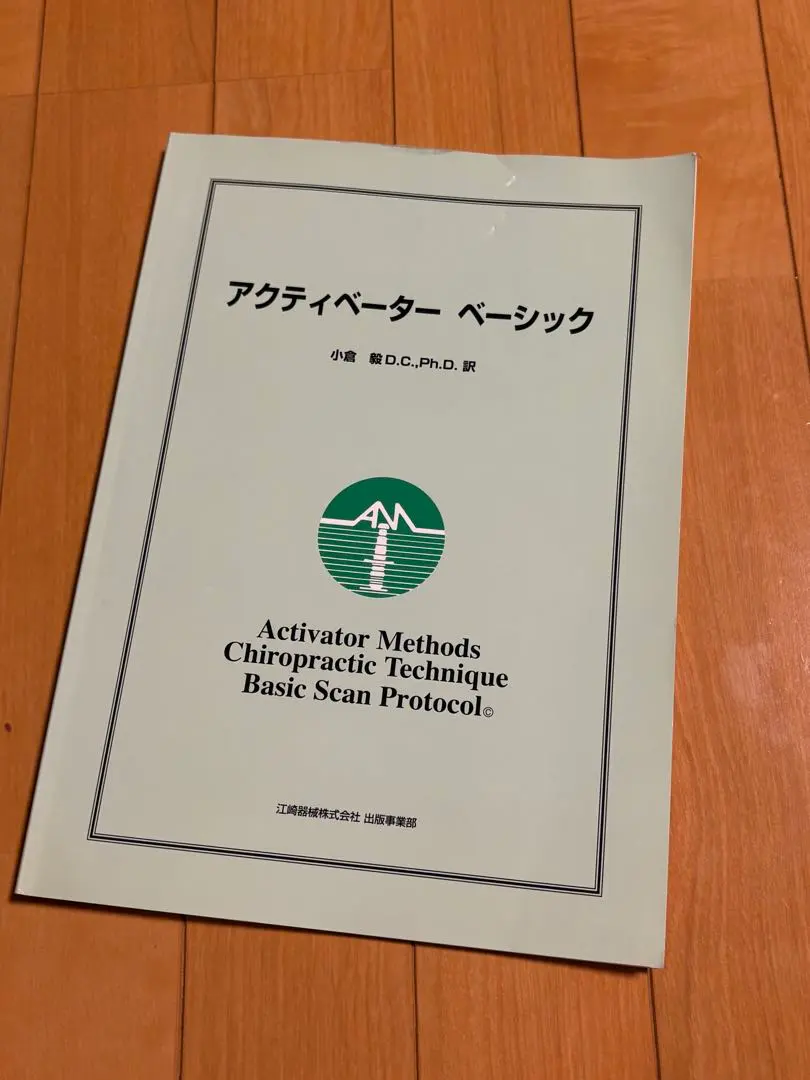 アクティベーター ベーシック
小倉 毅 D.C.,Ph.D. 訳
AM
Activator Methods
Chiropractic Technique
Basic Scan Protocol©
江崎器械株式会社 出版事業部